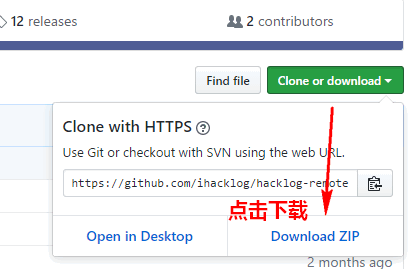 12 releases
2 contributors
Find file
Clone or download
Clone with HTTPS
Use Git or checkout with SVN using the web URL.
https://github.com/ihacklog/hacklog-remote
点击下载
Open in Desktop
Download ZIP
2 months ago